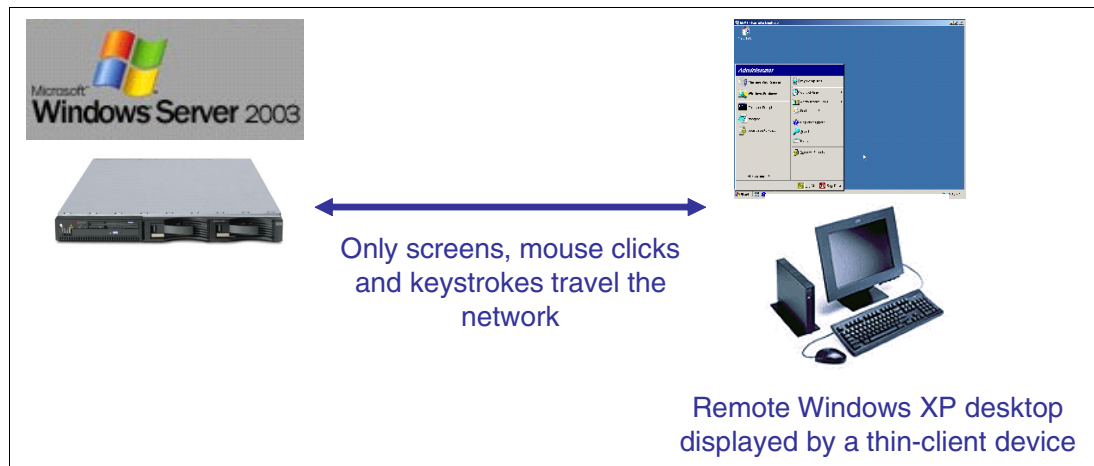 Microsoft
Windows Server 2003
Administrator
Only screens, mouse clicks
and keystrokes travel the
network
Remote Windows XP desktop
displayed by a thin-client device